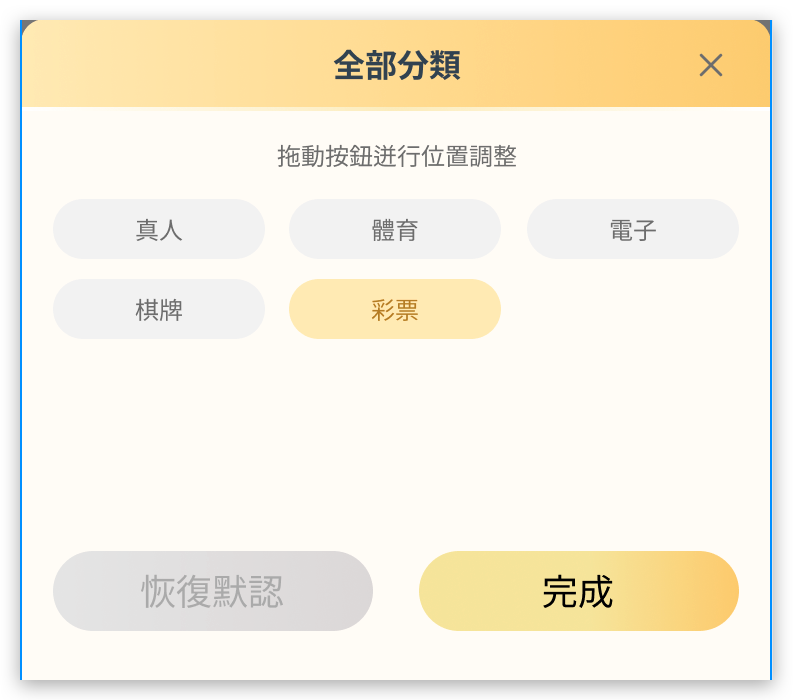 全部分類
拖動按鈕迸行位置調整
真人
體育
電子
棋牌
彩票
恢復默認
完成